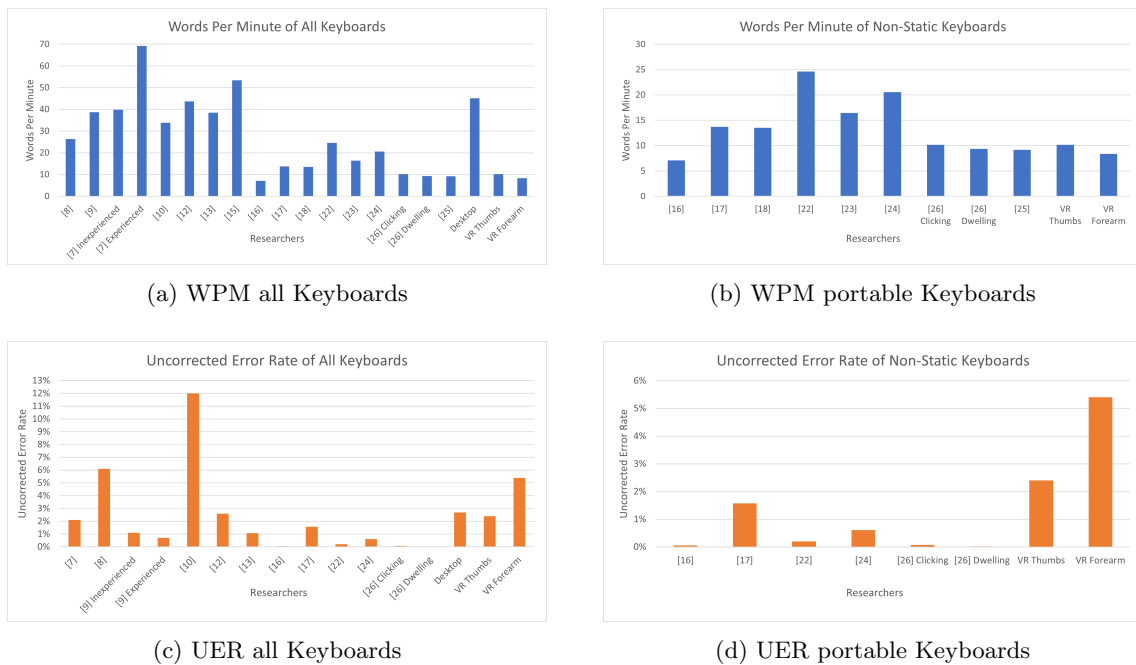 Words Per Minute of All Keyboards
70
60
50
40
30
20
10
0
Words Per Minute
[8]
[9]
[7] Inexperienced
[7] Experienced
[10]
[12]
[13]
[15]
[16]
[17]
[18]
[22]
[23]
[24]
[26] Clicking
[26] Dwelling
[25]
Desktop
VR Thumbs
VR Forearm
Researchers
(a) WPM all Keyboards
Words Per Minute of Non-Static Keyboards
30
25
20
15
10
5
0
Words Per Minute
[16]
[17]
[18]
[22]
[23]
[24]
[26] Clicking
[26] Dwelling
[25]
VR Thumbs
VR Forearm
Researchers
(b) WPM portable Keyboards
Uncorrected Error Rate of All Keyboards
13%
12%
11%
10%
9%
8%
7%
6%
5%
4%
3%
2%
1%
0%
Uncorrected Error Rate
[7]
[8]
[9] Inexperienced
[9] Experienced
[10]
[12]
[13]
[16]
[17]
[22]
[24]
[26] Clicking
[26] Dwelling
Desktop
VR Thumbs
VR Forearm
Researchers
(c) UER all Keyboards
Uncorrected Error Rate of Non-Static Keyboards
6%
5%
4%
3%
2%
1%
0%
Uncorrected Error Rate
[16]
[17]
[22]
[24]
[26] Clicking
[26] Dwelling
VR Thumbs
VR Forearm
Researchers
(d) UER portable Keyboards